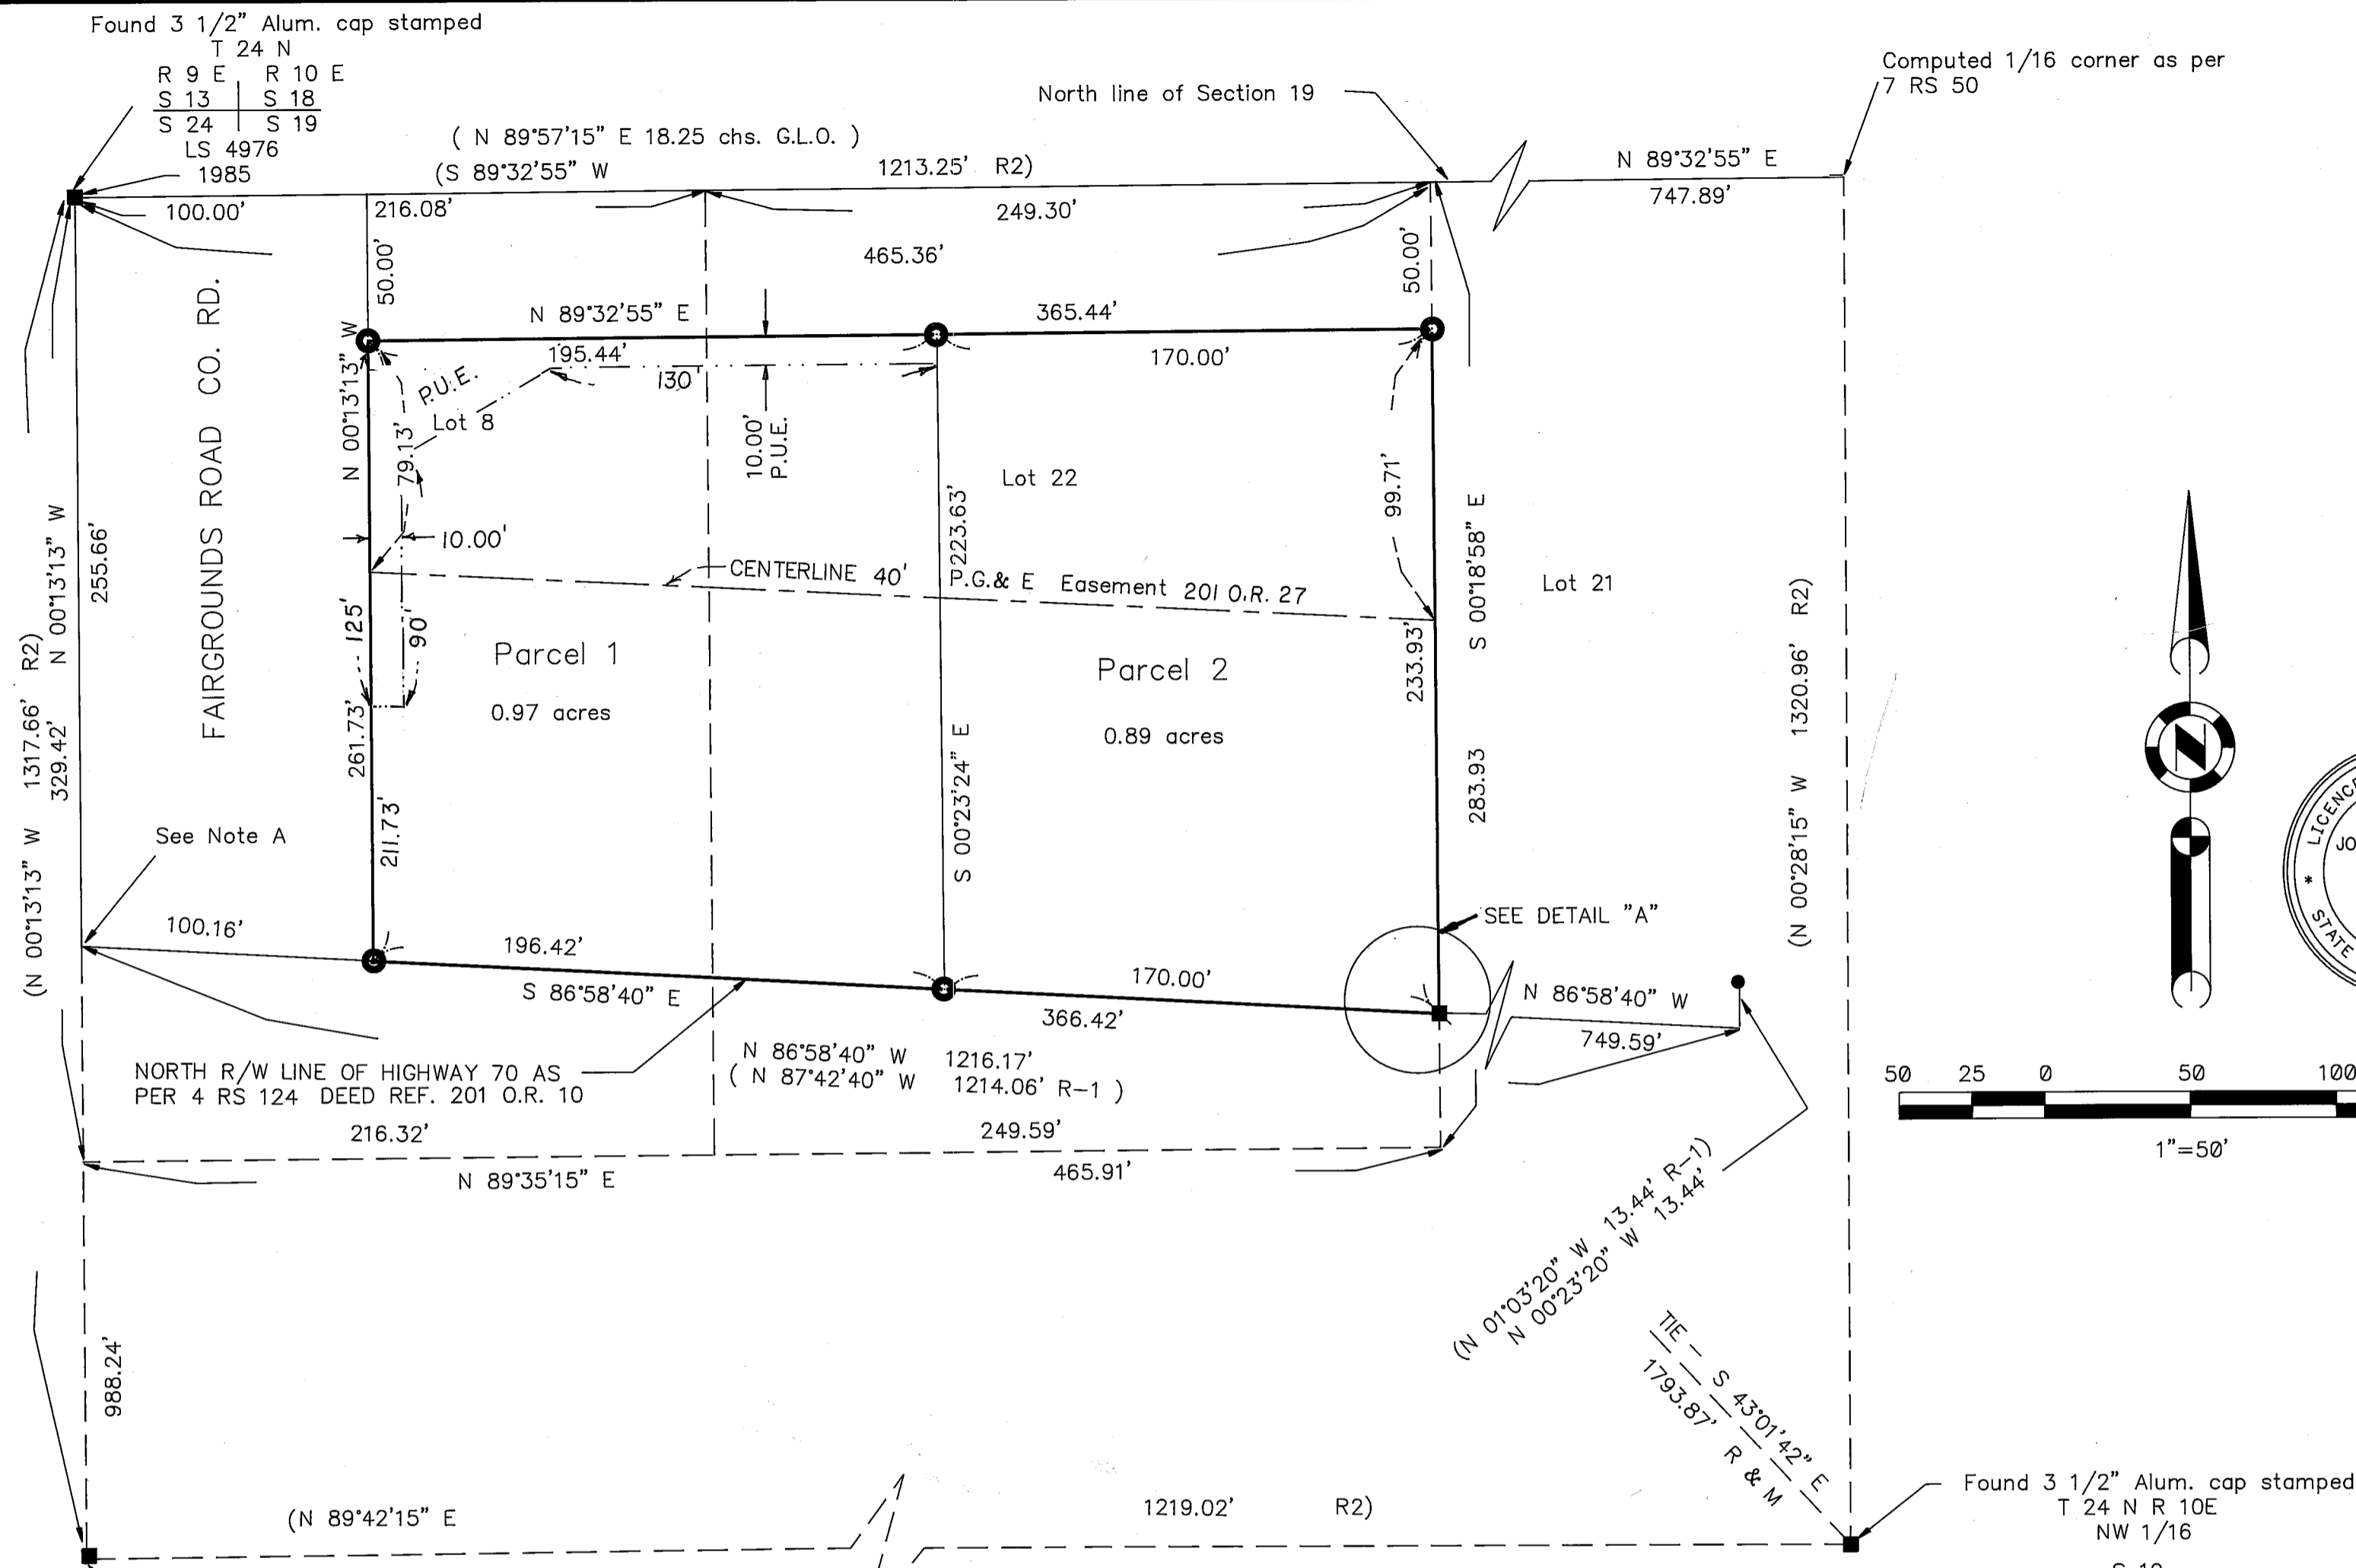 Found 3 1/2" Alum. cap stamped
T 24 N
R 9 E R 10 E
S 13 S 18
S 24 S 19
LS 4976
1985
( N 89°57'15" E 18.25 chs. G.L.O. )
(S 89°32'55" W 1213.25' R2)
North line of Section 19
Computed 1/16 corner as per
7 RS 50
N 89°32'55" E
747.89'
100.00'
216.08'
249.30'
465.36'
50.00'
50.00'
N 89°32'55" E
365.44'
195.44'
170.00'
130'
P.U.E.
Lot 8
10.00'
P.U.E.
N 00°13'13" W
79.13'
10.00'
FAIRGROUNDS ROAD CO. RD.
Lot 22
223.63'
99.71'
S 00°18'58" E
Lot 21
CENTERLINE 40' P.G.& E Easement 201 O.R. 27
125'
90'
Parcel 1
0.97 acres
Parcel 2
0.89 acres
233.93'
283.93
261.73'
211.73'
S 00°23'24" E
(N 00°13'13" W 1317.66' R2)
329.42' N 00°13'13" W
255.66'
(N 00°28'15" W 1320.96' R2)
N
LICENC
JO
* STATE
See Note A
100.16'
196.42'
S 86°58'40" E
170.00'
366.42'
SEE DETAIL "A"
N 86°58'40" W
749.59'
NORTH R/W LINE OF HIGHWAY 70 AS
PER 4 RS 124 DEED REF. 201 O.R. 10
N 86°58'40" W 1216.17'
( N 87°42'40" W 1214.06' R-1 )
216.32'
249.59'
N 89°35'15" E
465.91'
50 25 0 50 100
1"=50'
(N 01°03'20" W 13.44' R-1)
N 00°23'20" W 13.44'
TIE - S 43°01'42" E
1793.87' R & M
988.24'
(N 89°42'15" E 1219.02' R2)
Found 3 1/2" Alum. cap stamped
T 24 N R 10E
NW 1/16